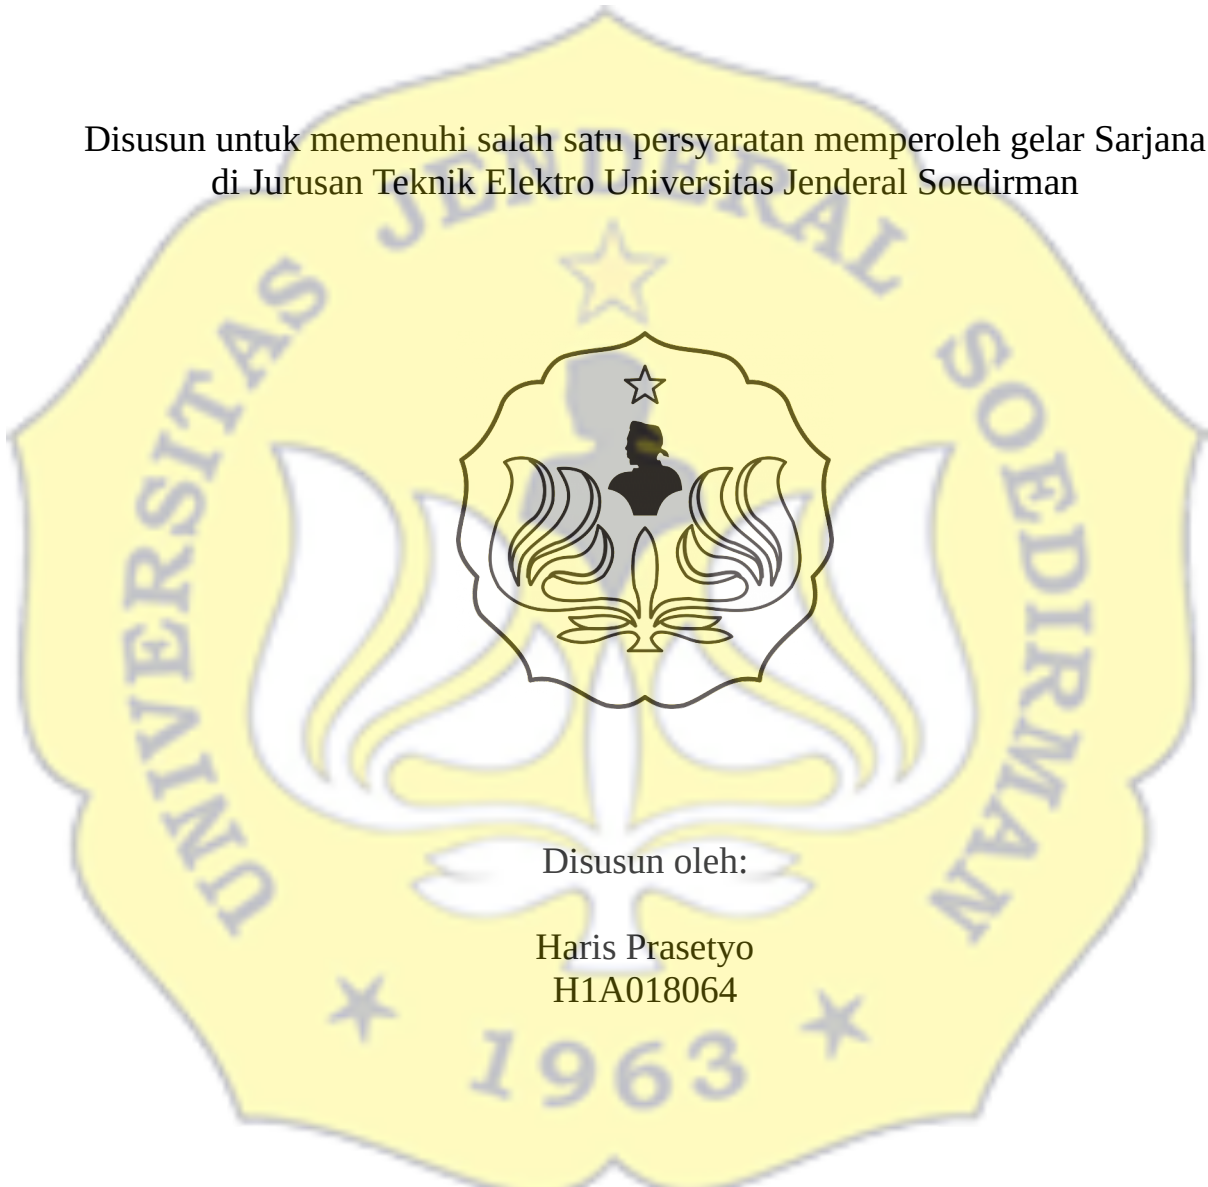 Disusun untuk memenuhi salah satu persyaratan memperoleh gelar Sarjana
di Jurusan Teknik Elektro Universitas Jenderal Soedirman
UNIVERSITAS JENDERAL SOEDIRMAN
Disusun oleh:
Haris Prasetyo
H1A018064
1963